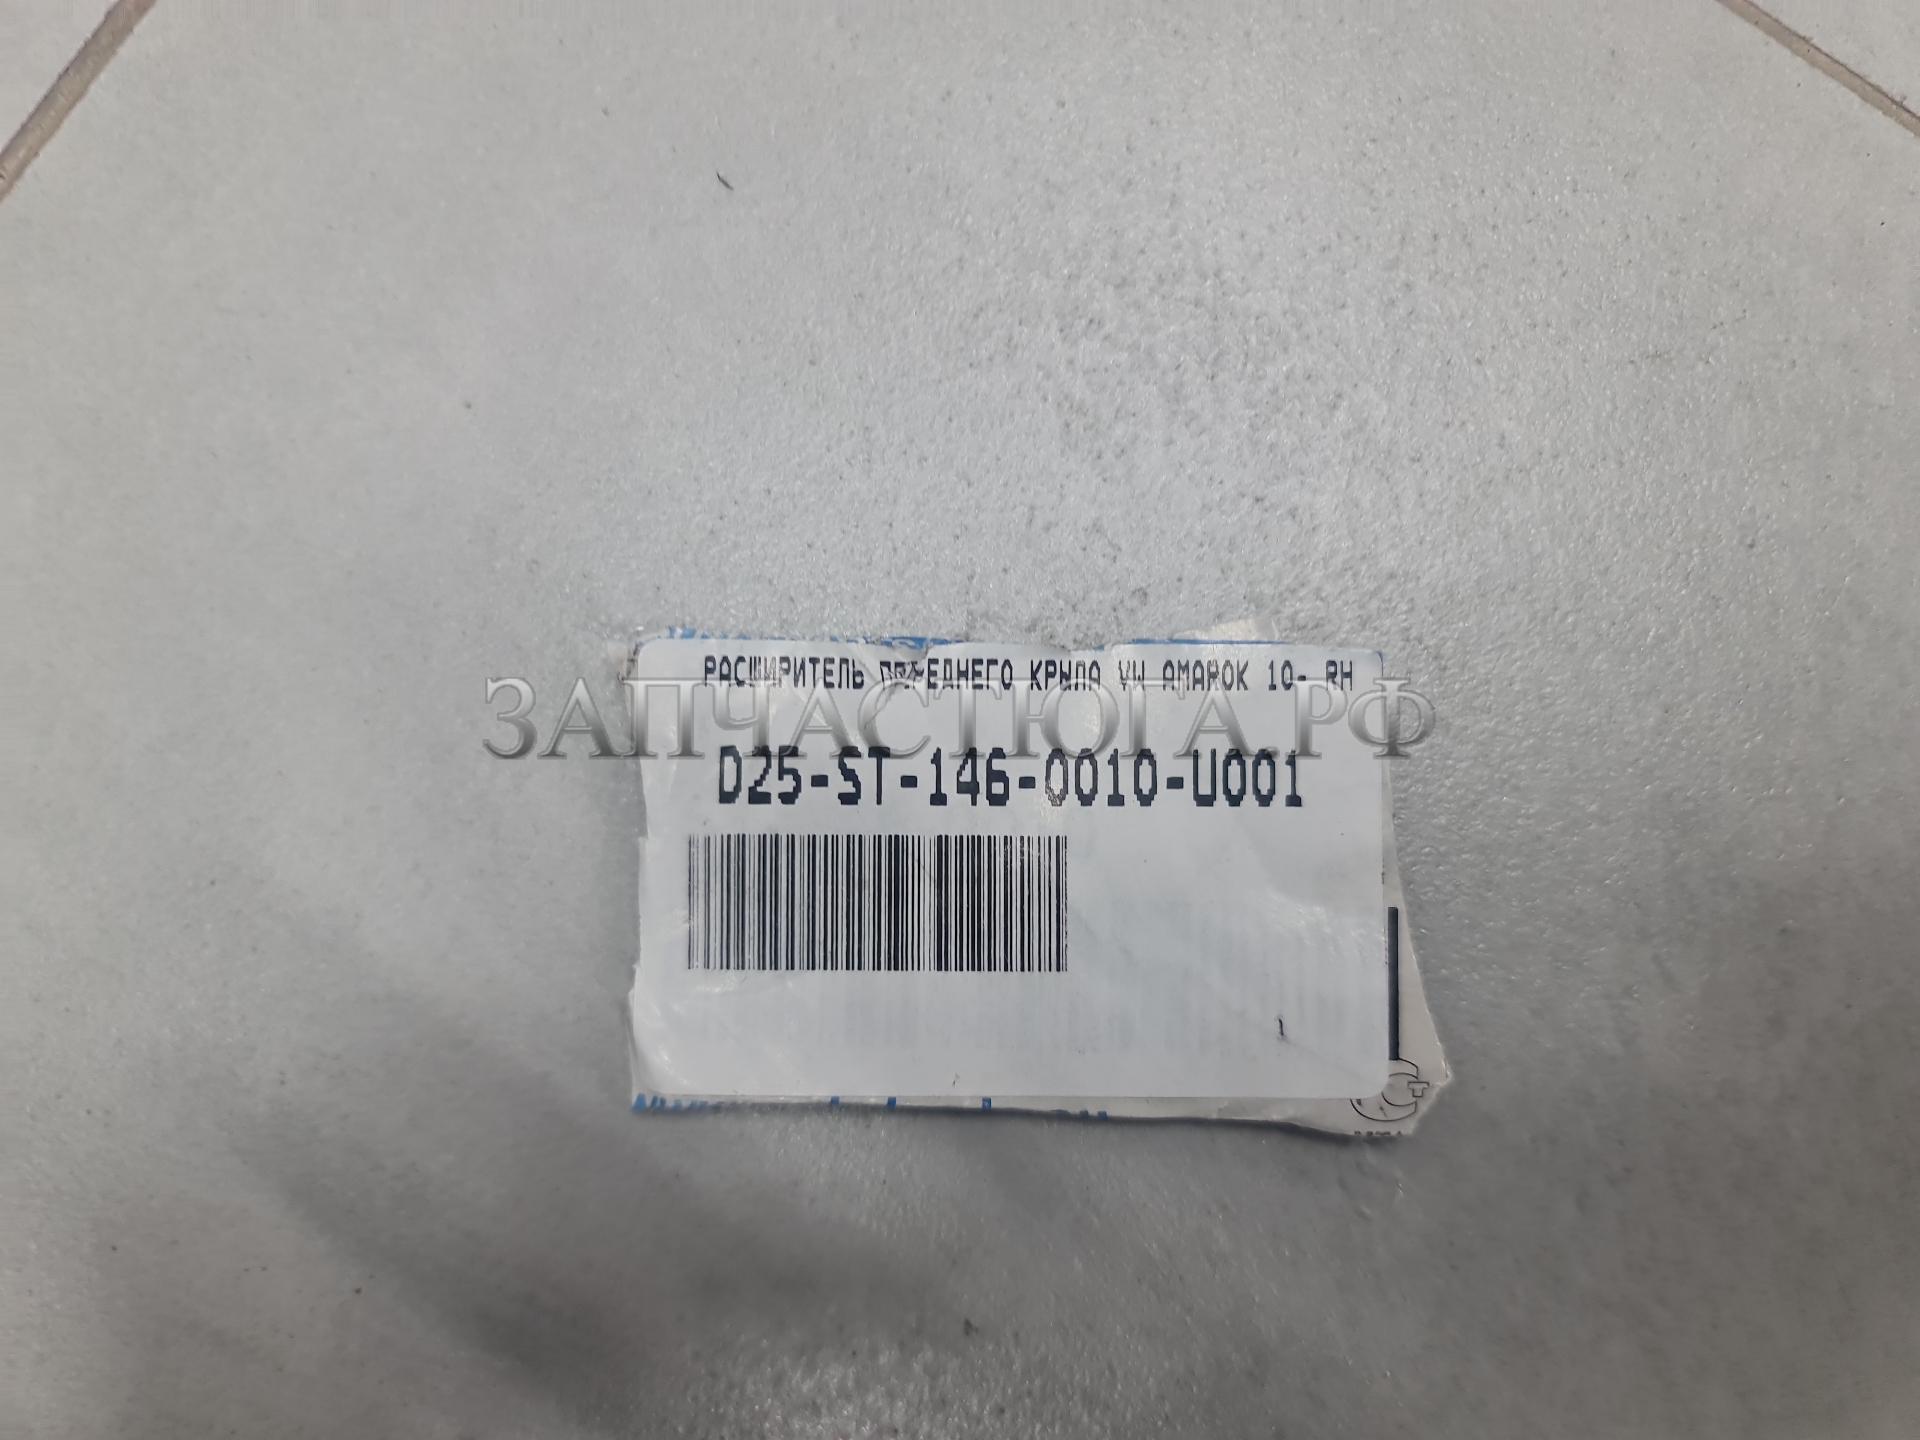 РАСШИРИТЕЛЬ ПЕРЕДНЕГО КРЫЛА VW AMAROK 10- RH
ЗАПЧАСТЮГА.РФ
D25-ST-146-0010-U001